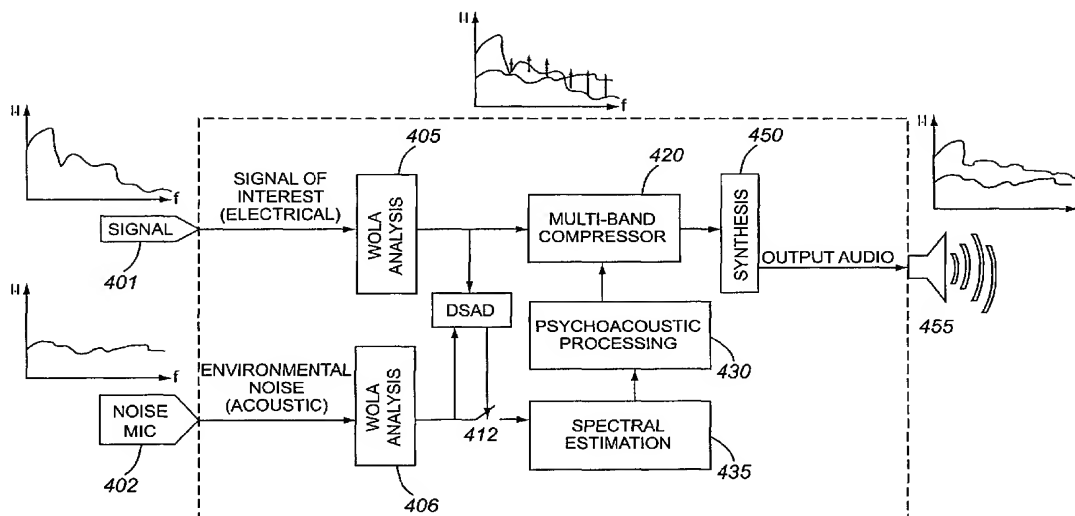 |·|
f
405
450
420
|·|
|·|
SIGNAL OF
INTEREST
(ELECTRICAL)
f
SIGNAL
401
WOLA
ANALYSIS
MULTI-BAND
COMPRESSOR
SYNTHESIS
OUTPUT AUDIO
455
DSAD
PSYCHOACOUSTIC
PROCESSING
430
|·|
f
ENVIRONMENTAL
NOISE
(ACOUSTIC)
NOISE
MIC
402
WOLA
ANALYSIS
412
SPECTRAL
ESTIMATION
435
406